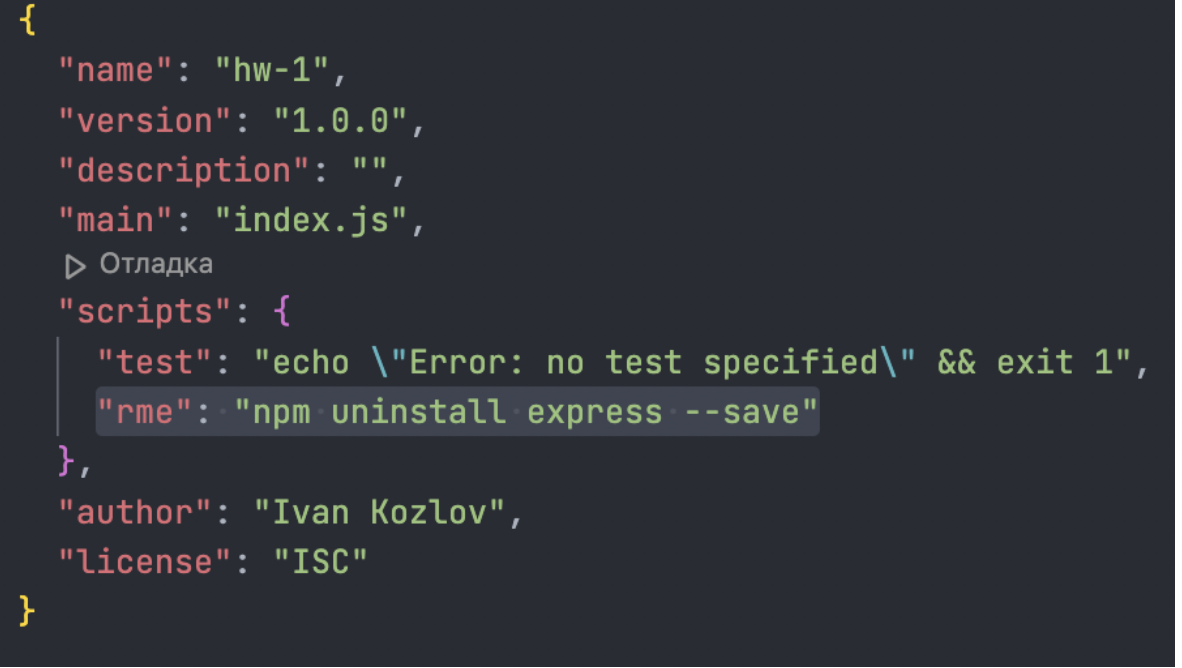 {
"name": "hw-1",
"version": "1.0.0",
"description": "",
"main": "index.js",
Отладка
"scripts": {
"test": "echo \"Error: no test specified\" && exit 1",
"rme": "npm uninstall express --save"
},
"author": "Ivan Kozlov",
"license": "ISC"
}